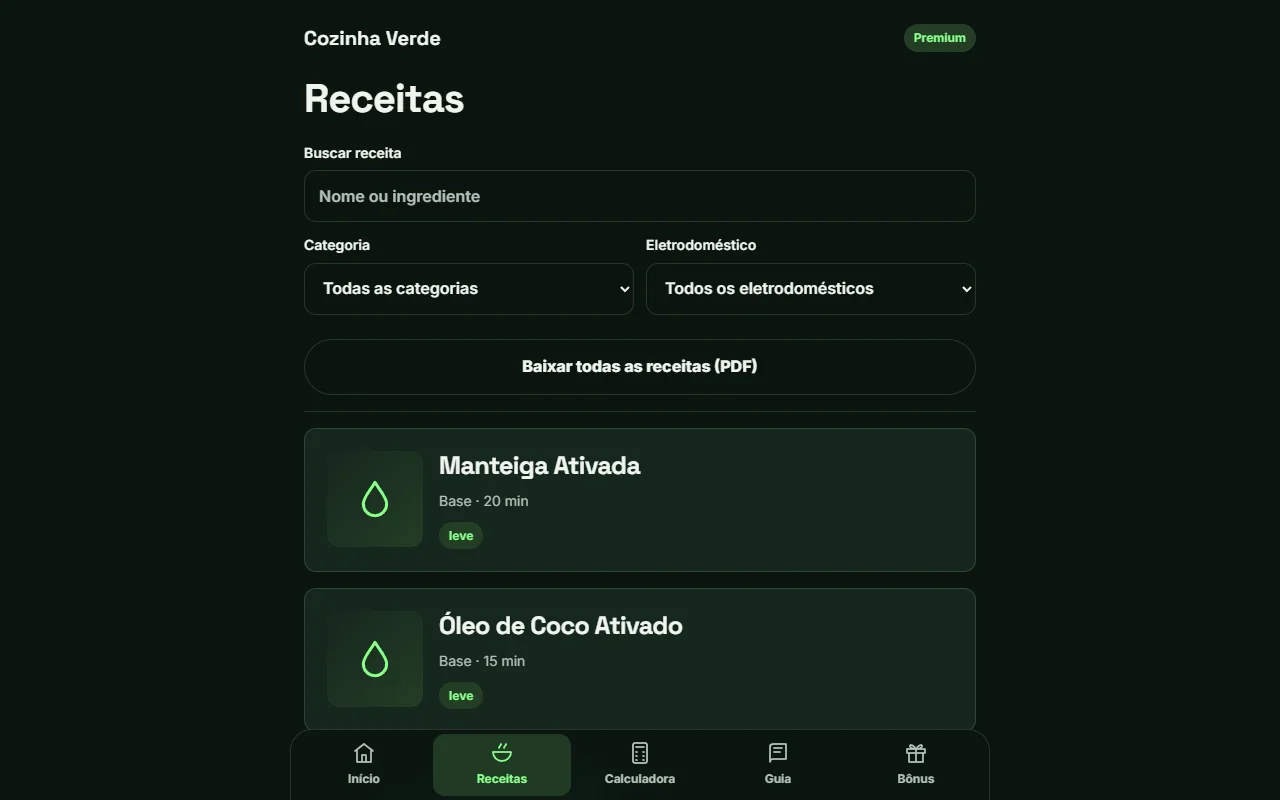 Cozinha Verde
Premium
Receitas
Buscar receita
Nome ou ingrediente
Categoria
Eletrodoméstico
Todas as categorias
Todos os eletrodomésticos
Baixar todas as receitas (PDF)
Manteiga Ativada
Base · 20 min
leve
Óleo de Coco Ativado
Base · 15 min
leve
Início
Receitas
Calculadora
Guia
Bônus